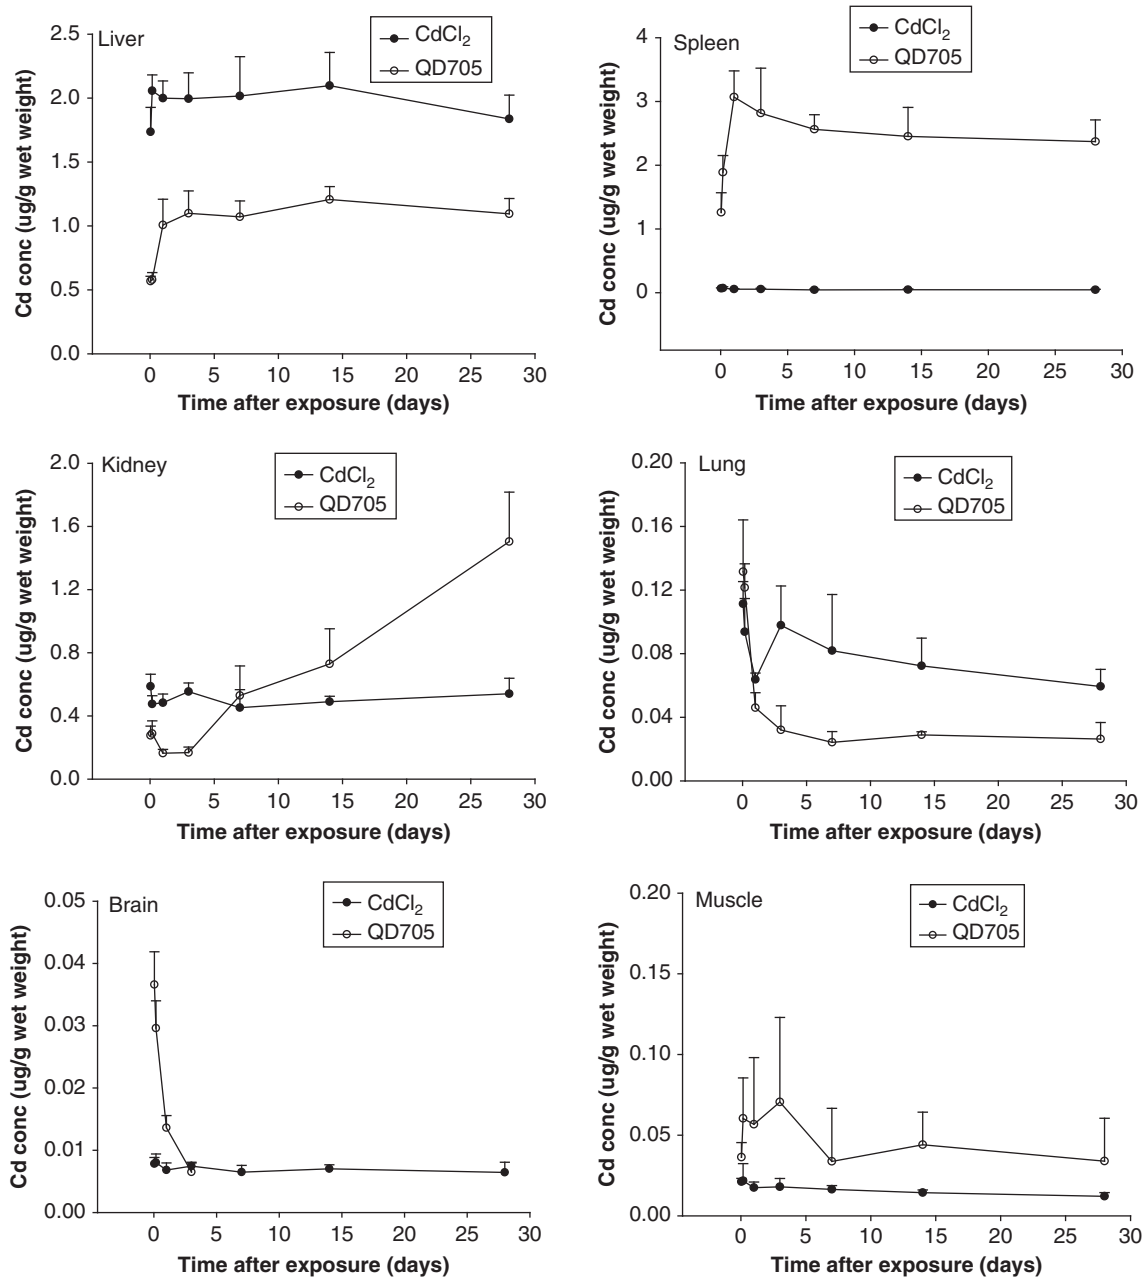 Liver
CdCl2
QD705
2.5
2.0
1.5
1.0
0.5
0.0
Cd conc (ug/g wet weight)
0 5 10 15 20 25 30
Time after exposure (days)
Spleen
CdCl2
QD705
4
3
2
1
0
Cd conc (ug/g wet weight)
0 5 10 15 20 25 30
Time after exposure (days)
Kidney
CdCl2
QD705
2.0
1.6
1.2
0.8
0.4
0.0
Cd conc (ug/g wet weight)
0 5 10 15 20 25 30
Time after exposure (days)
Lung
CdCl2
QD705
0.20
0.16
0.12
0.08
0.04
0.00
Cd conc (ug/g wet weight)
0 5 10 15 20 25 30
Time after exposure (days)
Brain
CdCl2
QD705
0.05
0.04
0.03
0.02
0.01
0.00
Cd conc (ug/g wet weight)
0 5 10 15 20 25 30
Time after exposure (days)
Muscle
CdCl2
QD705
0.20
0.15
0.10
0.05
0.00
Cd conc (ug/g wet weight)
0 5 10 15 20 25 30
Time after exposure (days)